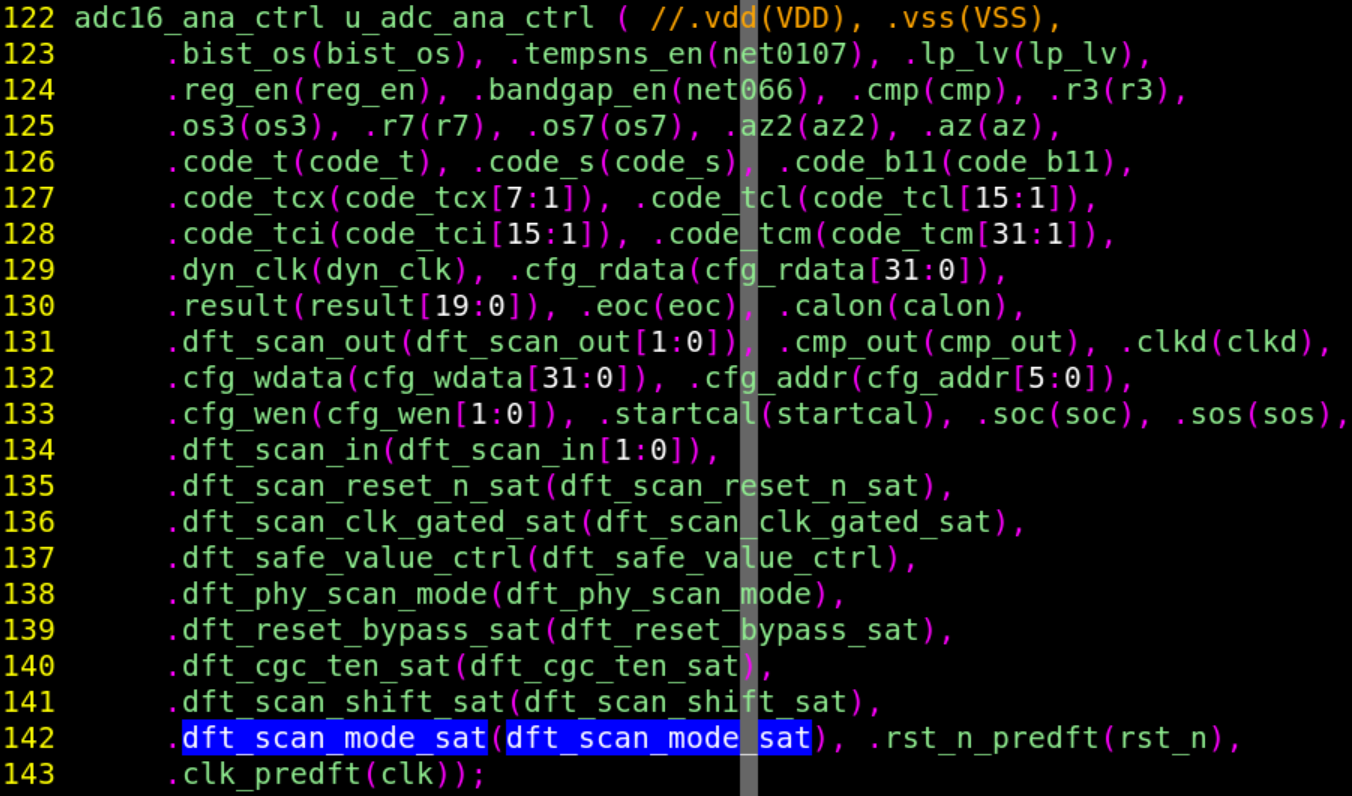 122 adc16_ana_ctrl u_adc_ana_ctrl ( //.vdd(VDD), .vss(VSS),
123 .bist_os(bist_os), .tempsns_en(net0107), .lp_lv(lp_lv),
124 .reg_en(reg_en), .bandgap_en(net066), .cmp(cmp), .r3(r3),
125 .os3(os3), .r7(r7), .os7(os7), .az2(az2), .az(az),
126 .code_t(code_t), .code_s(code_s), .code_b11(code_b11),
127 .code_tcx(code_tcx[7:1]), .code_tcl(code_tcl[15:1]),
128 .code_tci(code_tci[15:1]), .code_tcm(code_tcm[31:1]),
129 .dyn_clk(dyn_clk), .cfg_rdata(cfg_rdata[31:0]),
130 .result(result[19:0]), .eoc(eoc), .calon(calon),
131 .dft_scan_out(dft_scan_out[1:0]), .cmp_out(cmp_out), .clkd(clkd),
132 .cfg_wdata(cfg_wdata[31:0]), .cfg_addr(cfg_addr[5:0]),
133 .cfg_wen(cfg_wen[1:0]), .startcal(startcal), .soc(soc), .sos(sos),
134 .dft_scan_in(dft_scan_in[1:0]),
135 .dft_scan_reset_n_sat(dft_scan_reset_n_sat),
136 .dft_scan_clk_gated_sat(dft_scan_clk_gated_sat),
137 .dft_safe_value_ctrl(dft_safe_value_ctrl),
138 .dft_phy_scan_mode(dft_phy_scan_mode),
139 .dft_reset_bypass_sat(dft_reset_bypass_sat),
140 .dft_cgc_ten_sat(dft_cgc_ten_sat),
141 .dft_scan_shift_sat(dft_scan_shift_sat),
142 .dft_scan_mode_sat(dft_scan_mode_sat), .rst_n_predft(rst_n),
143 .clk_predft(clk));